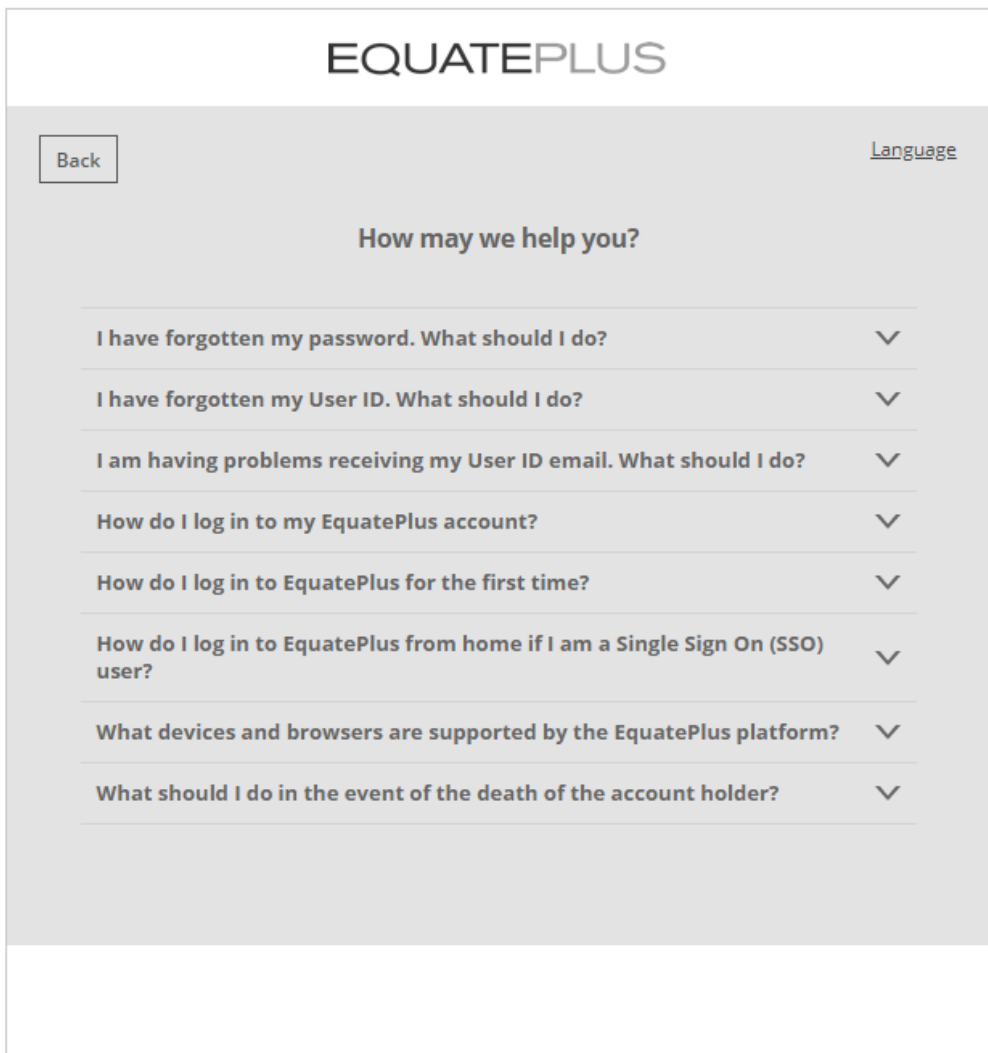 EQUATEPLUS
Back
Language
How may we help you?
I have forgotten my password. What should I do?
I have forgotten my User ID. What should I do?
I am having problems receiving my User ID email. What should I do?
How do I log in to my EquatePlus account?
How do I log in to EquatePlus for the first time?
How do I log in to EquatePlus from home if I am a Single Sign On (SSO)
user?
What devices and browsers are supported by the EquatePlus platform?
What should I do in the event of the death of the account holder?